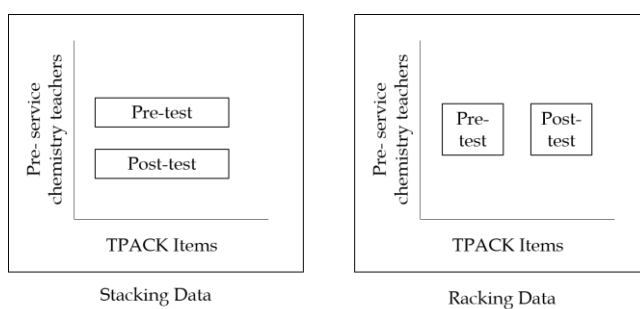 Pre- service
chemistry teachers
Pre-test
Post-test
TPACK Items
Stacking Data
Pre- service
chemistry teachers
Pre-
test
Post-
test
TPACK Items
Racking Data